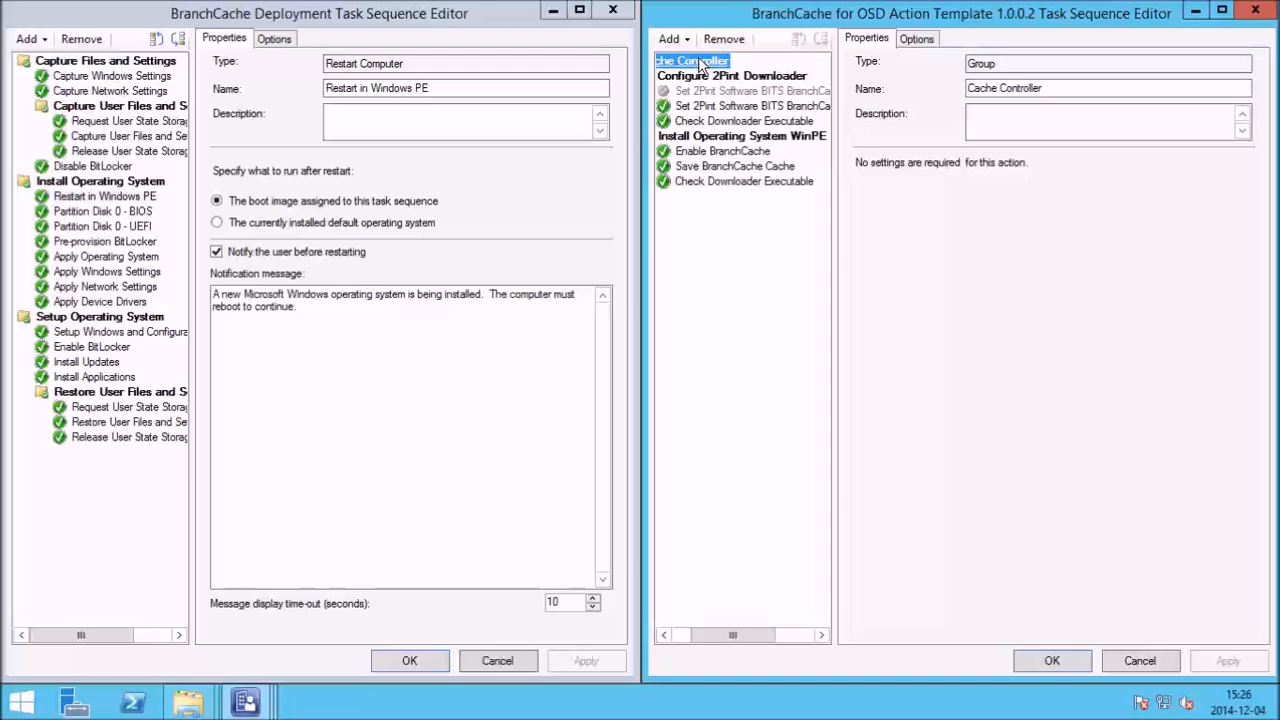 BranchCache Deployment Task Sequence Editor
Add
Remove
Capture Files and Settings
Capture Windows Settings
Capture Network Settings
Capture User Files and S
Request User State Storag
Capture User Files and Se
Release User State Storag
Disable BitLocker
Install Operating System
Restart in Windows PE
Partition Disk 0 - BIOS
Partition Disk 0 - UEFI
Pre-provision BitLocker
Apply Operating System
Apply Windows Settings
Apply Network Settings
Apply Device Drivers
Setup Operating System
Setup Windows and Configura
Enable BitLocker
Install Updates
Install Applications
Restore User Files and S
Request User State Storag
Restore User Files and Se
Release User State Storag
Properties
Options
Type:
Restart Computer
Name:
Restart in Windows PE
Description:
Specify what to run after restart:
The boot image assigned to this task sequence
The currently installed default operating system
Notify the user before restarting
Notification message:
A new Microsoft Windows operating system is being installed. The computer must
reboot to continue.
Message display time-out (seconds):
10
OK
Cancel
Apply
BranchCache for OSD Action Template 1.0.0.2 Task Sequence Editor
Add
Remove
che Controller
Configure 2Pint Downloader
Set 2Pint Software BITS BranchCa
Set 2Pint Software BITS BranchCa
Check Downloader Executable
Install Operating System WinPE
Enable BranchCache
Save BranchCache Cache
Check Downloader Executable
Properties
Options
Type:
Group
Name:
Cache Controller
Description:
No settings are required for this action.
OK
Cancel
Apply
15:26
2014-12-04